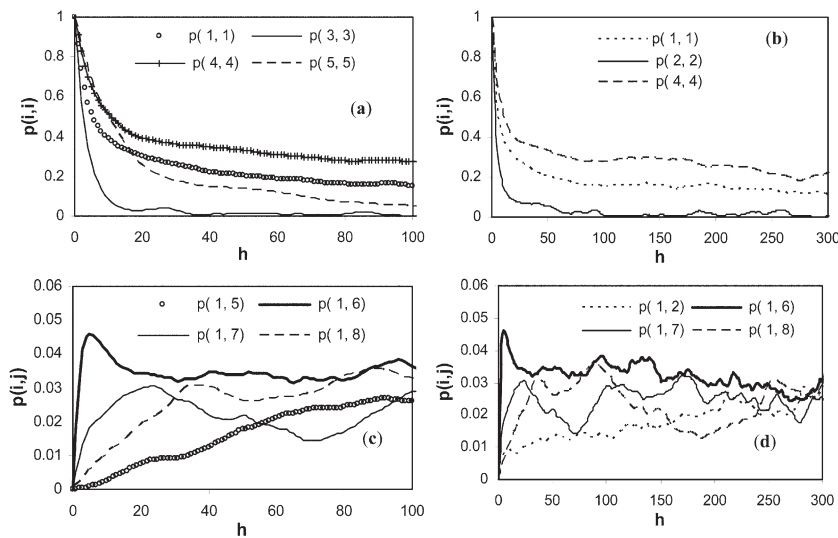 p( 1, 1) p( 3, 3)
p( 4, 4) p( 5, 5)
(a)
p(i,i)
1
0.8
0.6
0.4
0.2
0
0 20 40 60 80 100
h
p( 1, 1)
p( 2, 2)
p( 4, 4)
(b)
p(i,i)
1
0.8
0.6
0.4
0.2
0
0 50 100 150 200 250 300
h
p( 1, 5) p( 1, 6)
p( 1, 7) p( 1, 8)
(c)
p(i,j)
0.06
0.05
0.04
0.03
0.02
0.01
0
0 20 40 60 80 100
h
p( 1, 2) p( 1, 6)
p( 1, 7) p( 1, 8)
(d)
p(i,j)
0.06
0.05
0.04
0.03
0.02
0.01
0
0 50 100 150 200 250 300
h